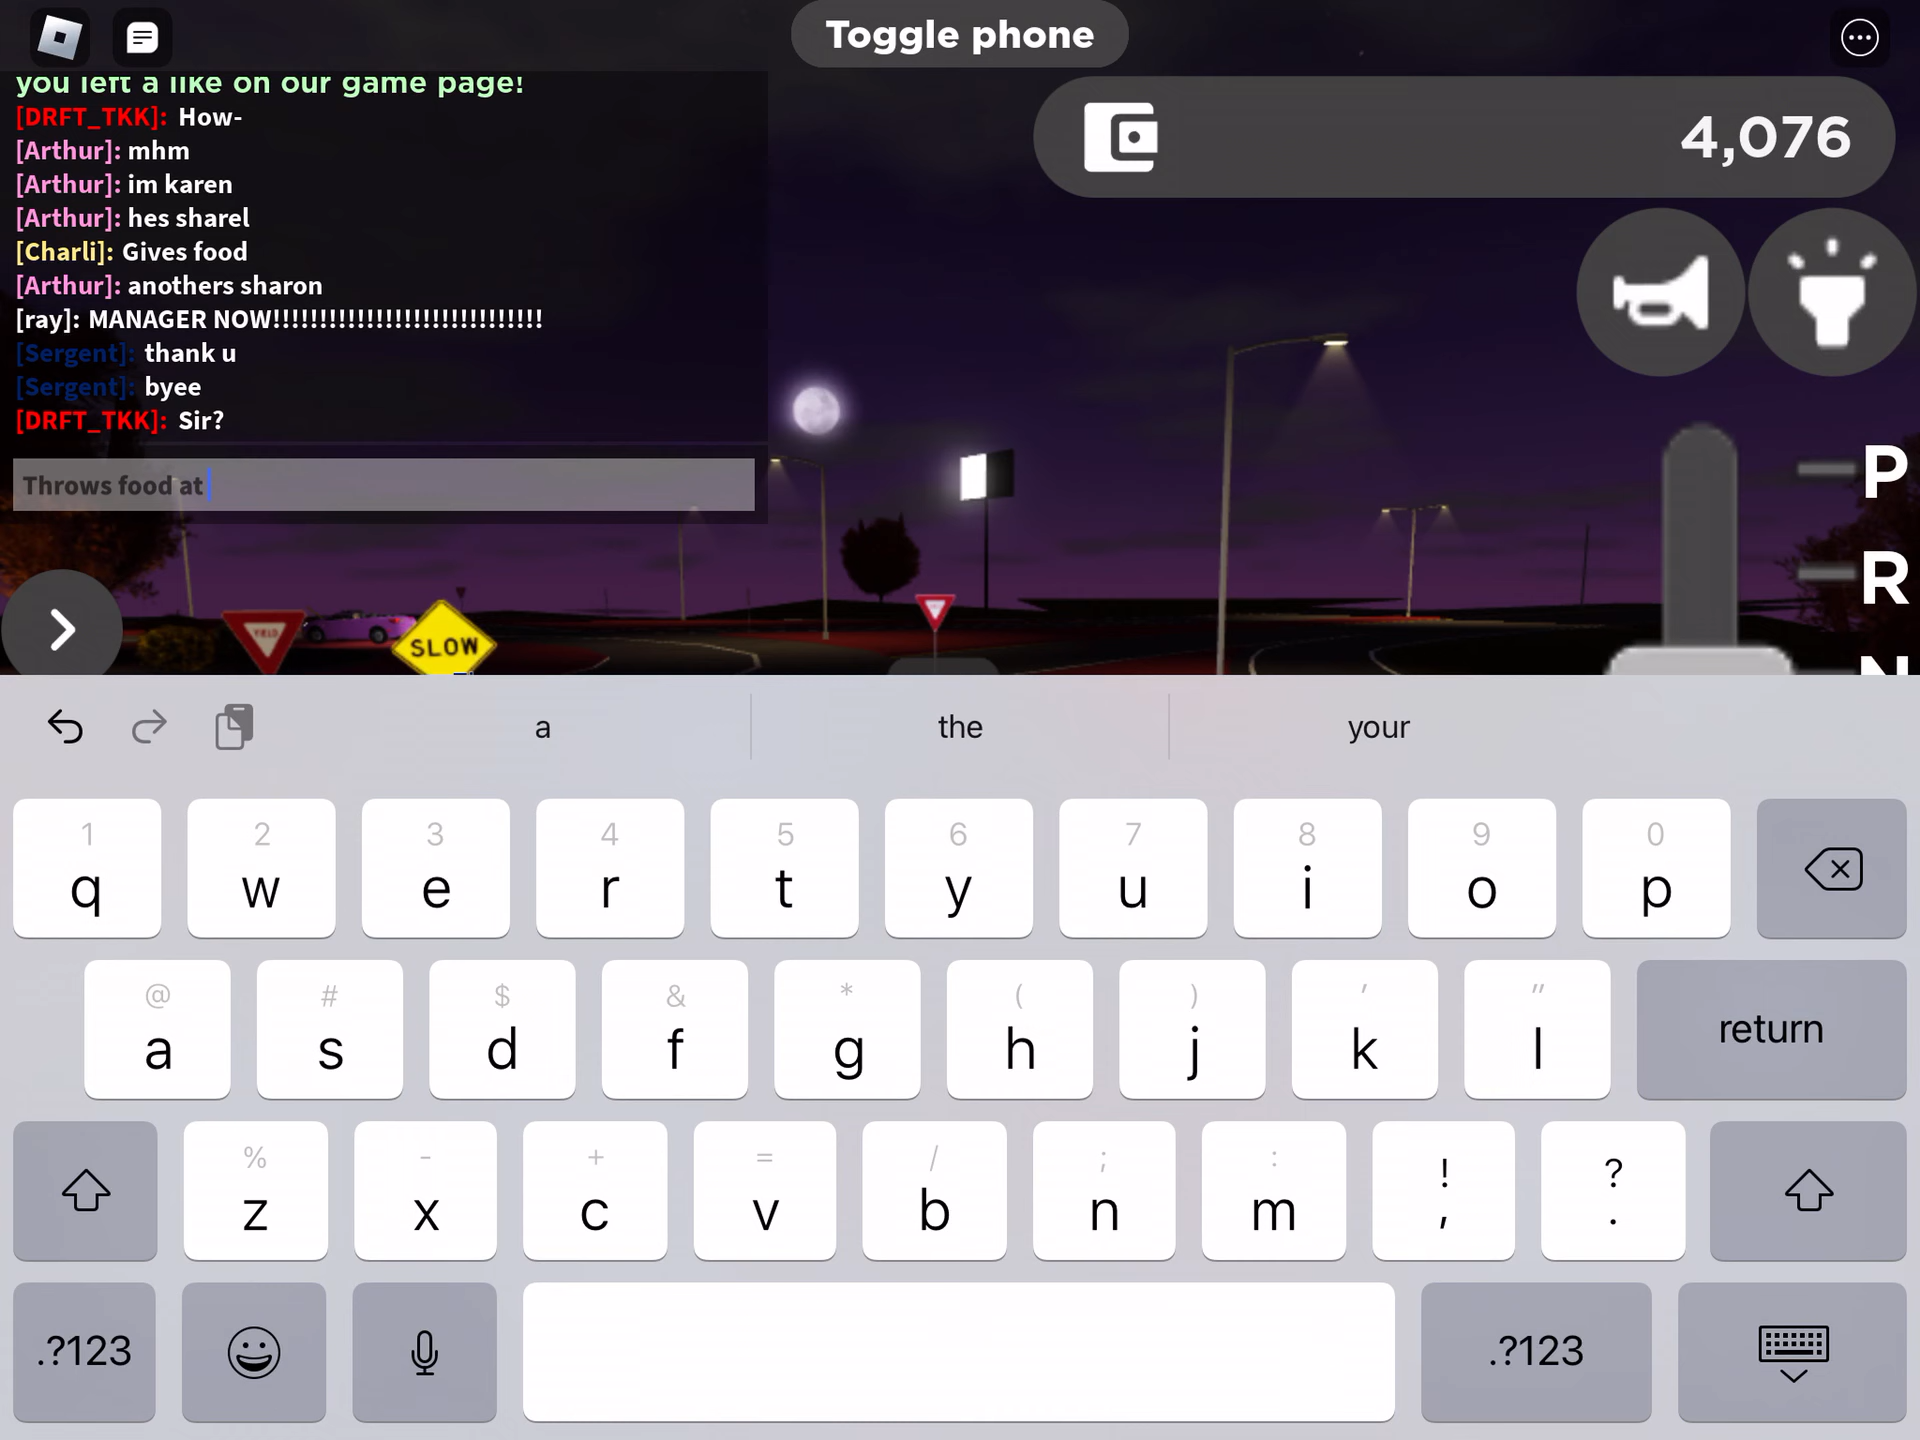 Toggle phone
you left a like on our game page!
[DRFT_TKK]: How-
[Arthur]: mhm
[Arthur]: im karen
[Arthur]: hes sharel
[Charli]: Gives food
[Arthur]: anothers sharon
[ray]: MANAGER NOW!!!!!!!!!!!!!!!!!!!!!!!!!!!!!
[Sergent]: thank u
[Sergent]: byee
[DRFT_TKK]: Sir?
Throws food at
4,076
P
R
N
YIELD
SLOW
YIELD
a the your
1 2 3 4 5 6 7 8 9 0
q w e r t y u i o p
@ # $ & * ( ) ' "
a s d f g h j k l return
% - + = / ; : ! ?
z x c v b n m , .
.?123 .?123